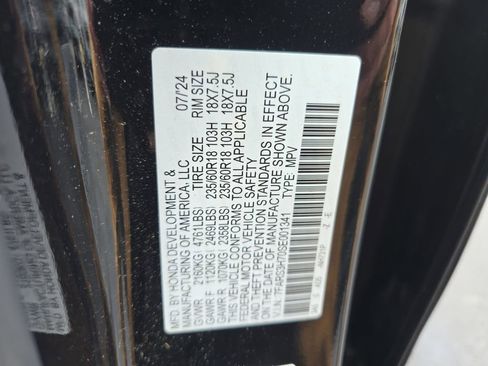 MFD. BY HONDA DEVELOPMENT & 07/24
MANUFACTURING OF AMERICA, LLC
TIRE SIZE RIM SIZE
GVWR 2160KG( 4761LBS)
GAWR F 1120KG( 2469LBS) 235/60R18 103H 18X7.5J
GAWR R 1070KG( 2358LBS) 235/60R18 103H 18X7.5J
THIS VEHICLE CONFORMS TO ALL APPLICABLE
FEDERAL MOTOR VEHICLE SAFETY
AND THEFT PREVENTION STANDARDS IN EFFECT
ON THE DATE OF MANUFACTURE SHOWN ABOVE.
V.I.N: TYPE: MPV